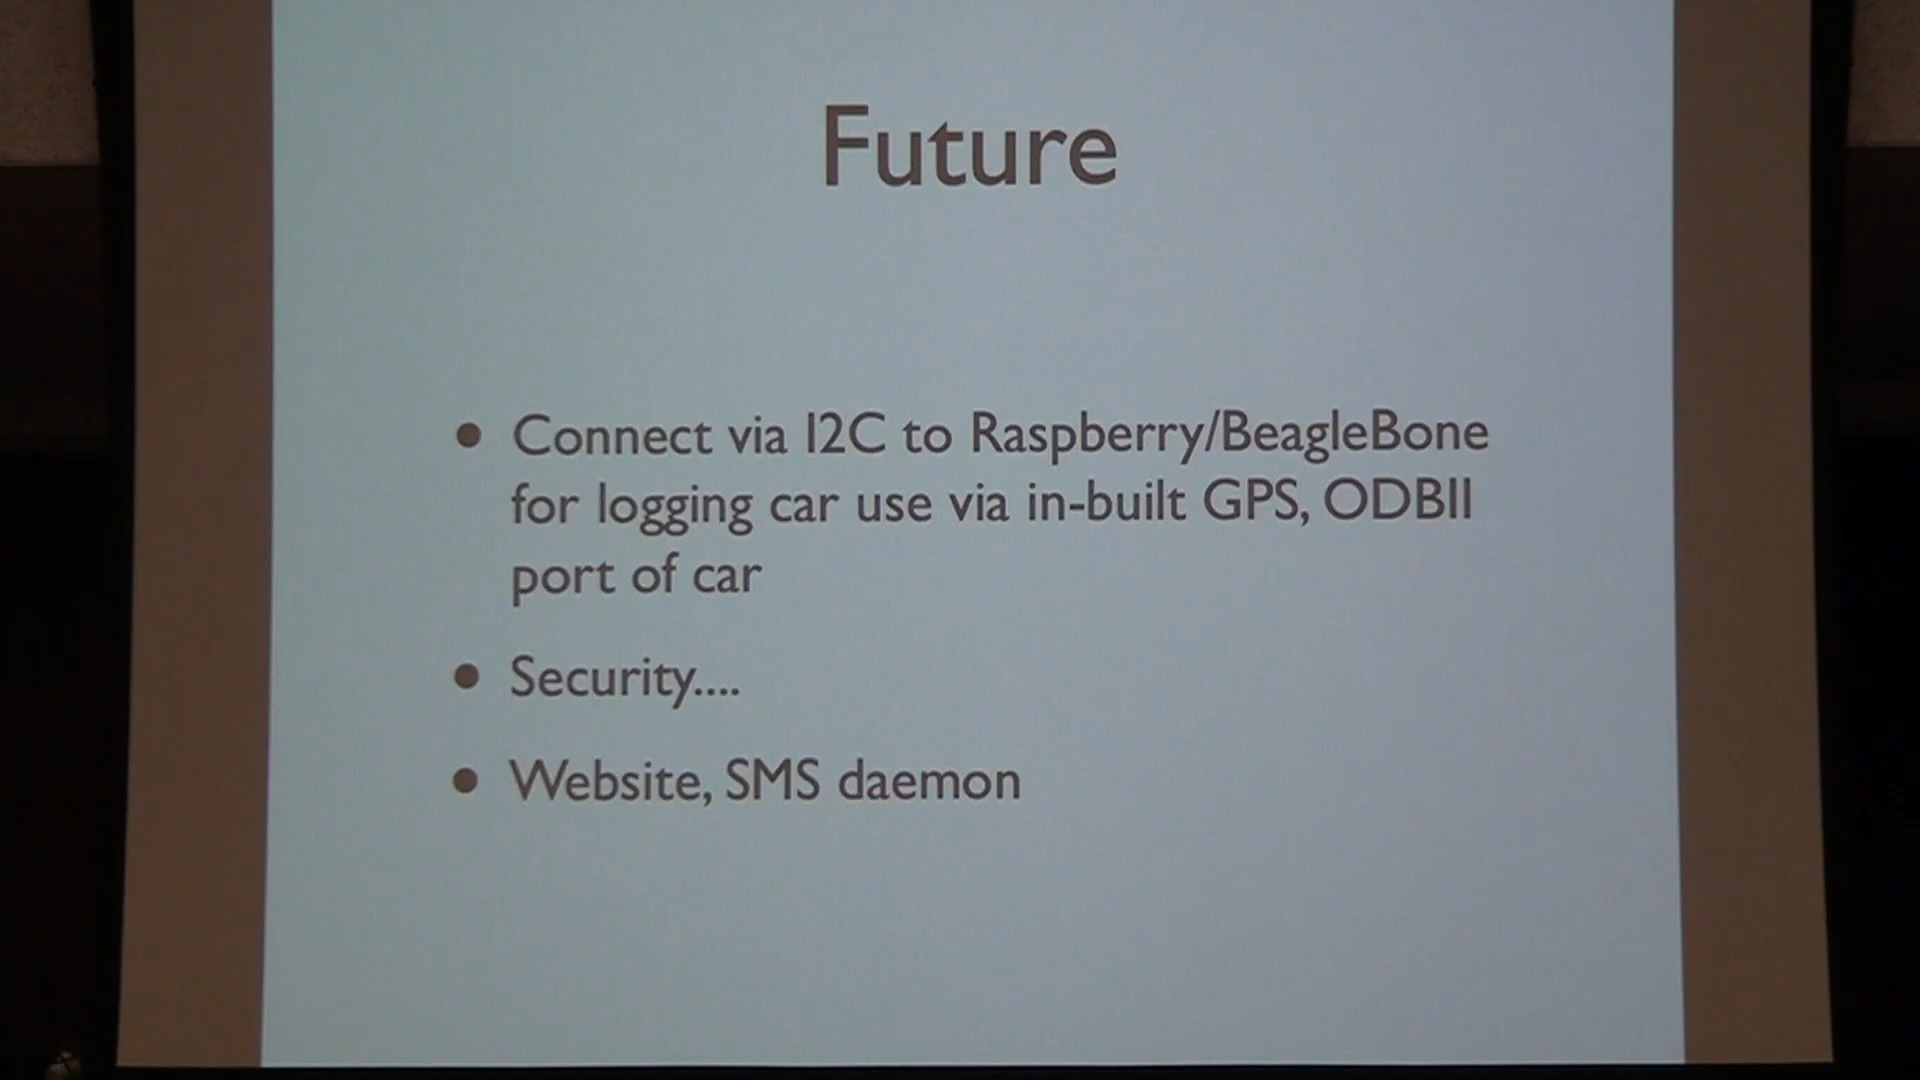 Future
• Connect via I2C to Raspberry/BeagleBone
for logging car use via in-built GPS, ODBII
port of car
• Security....
• Website, SMS daemon